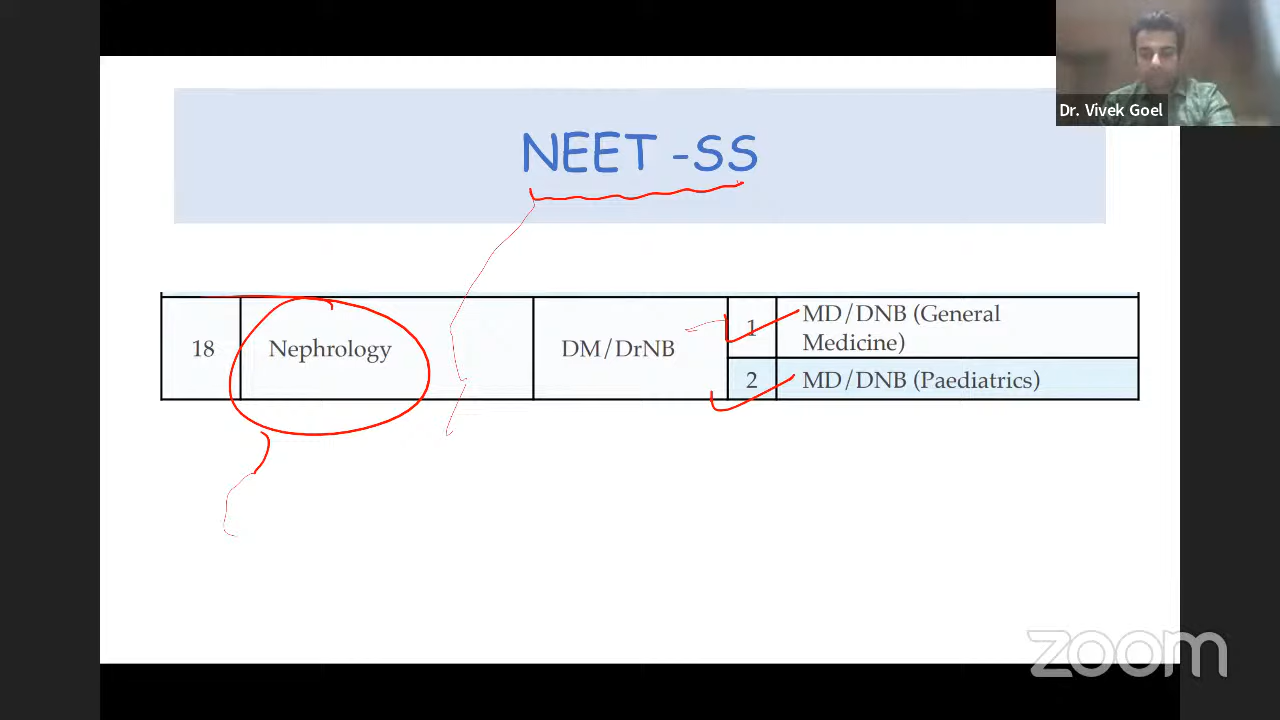 Dr. Vivek Goel
NEET -SS
18
Nephrology
DM/DrNB
1
MD/DNB (General
Medicine)
2
MD/DNB (Paediatrics)
zoom